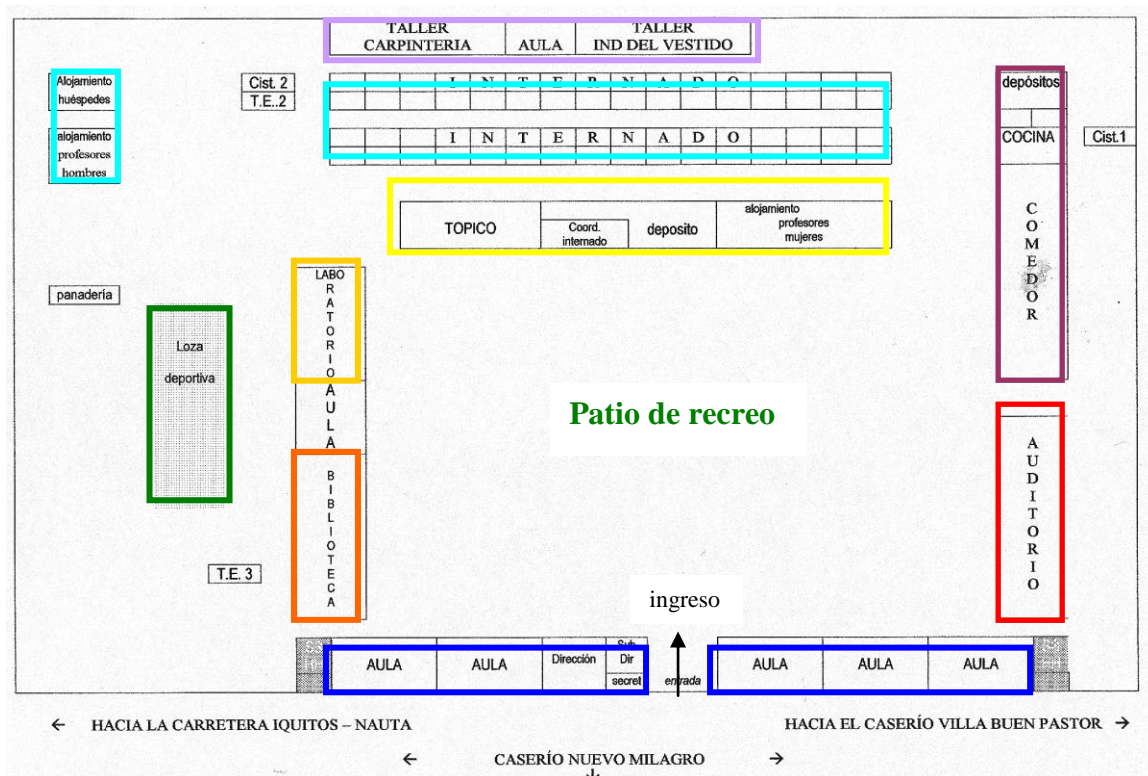 TALLER
CARPINTERIA
AULA
TALLER
IND DEL VESTIDO
Alojamiento
huéspedes
Cist. 2
T.E..2
I N T E R N A D O
depósitos
alojamiento
profesores
hombres
I N T E R N A D O
COCINA
Cist.1
TOPICO
Coord.
internado
deposito
alojamiento
profesores
mujeres
COMEDOR
LABO
RATORIO
panadería
Loza
deportiva
AULA
Patio de recreo
AUDITORIO
BIBLIOTECA
T.E. 3
ingreso
AULA
AULA
Dirección
Sub
Dir
secret
entrada
AULA
AULA
AULA
← HACIA LA CARRETERA IQUITOS – NAUTA
HACIA EL CASERÍO VILLA BUEN PASTOR →
← CASERÍO NUEVO MILAGRO →